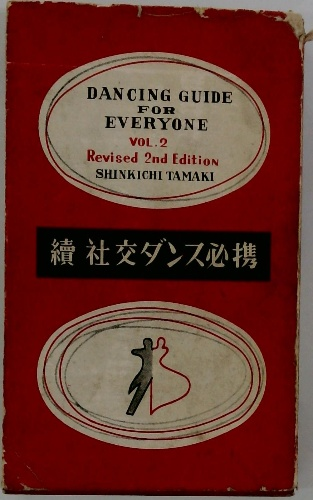 DANCING GUIDE
FOR
EVERYONE
VOL. 2
Revised 2nd Edition
SHINKICHI TAMAKI
續 社交ダンス必携